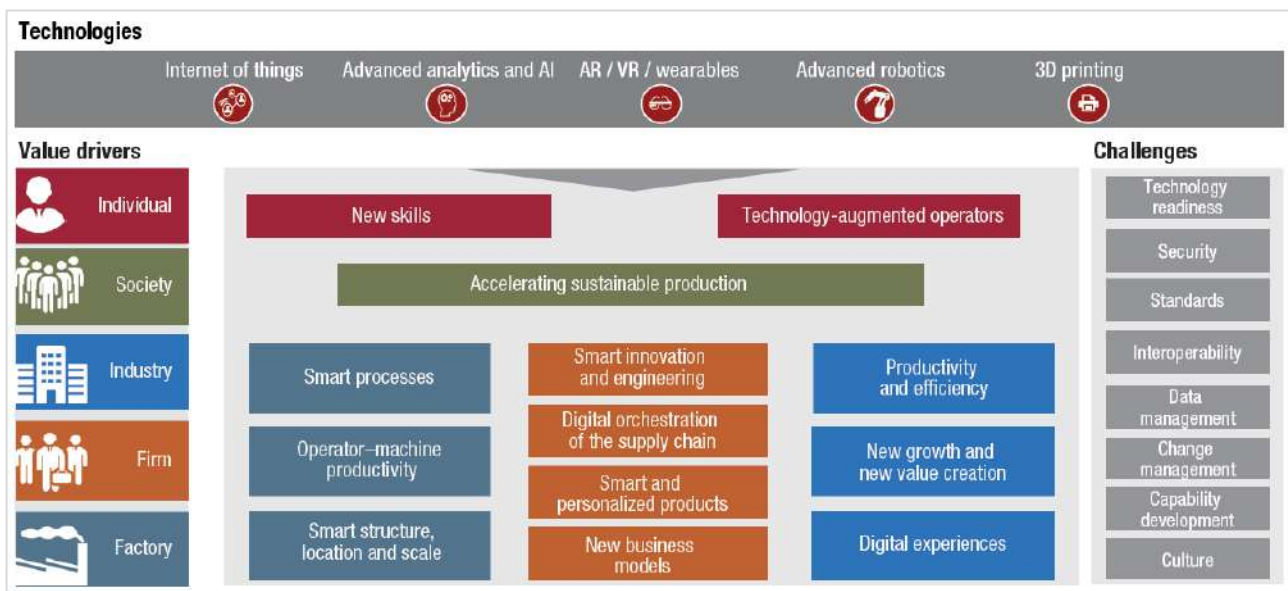 Technologies
Internet of things
Advanced analytics and AI
AR / VR / wearables
Advanced robotics
3D printing
Value drivers
Challenges
Individual
Society
Industry
Firm
Factory
New skills
Technology-augmented operators
Accelerating sustainable production
Smart processes
Operator–machine
productivity
Smart structure,
location and scale
Smart innovation
and engineering
Digital orchestration
of the supply chain
Smart and
personalized products
New business
models
Productivity
and efficiency
New growth and
new value creation
Digital experiences
Technology
readiness
Security
Standards
Interoperability
Data
management
Change
management
Capability
development
Culture